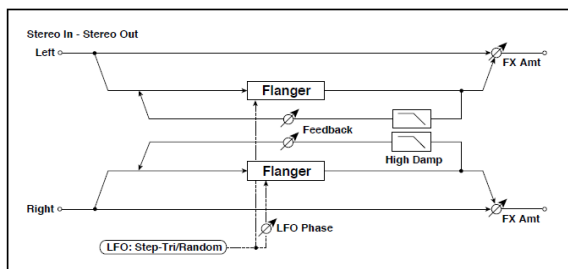 Stereo In - Stereo Out
Left
FX Amt
Flanger
Feedback
High Damp
Flanger
Right
LFO Phase
FX Amt
LFO: Step-Tri/Random